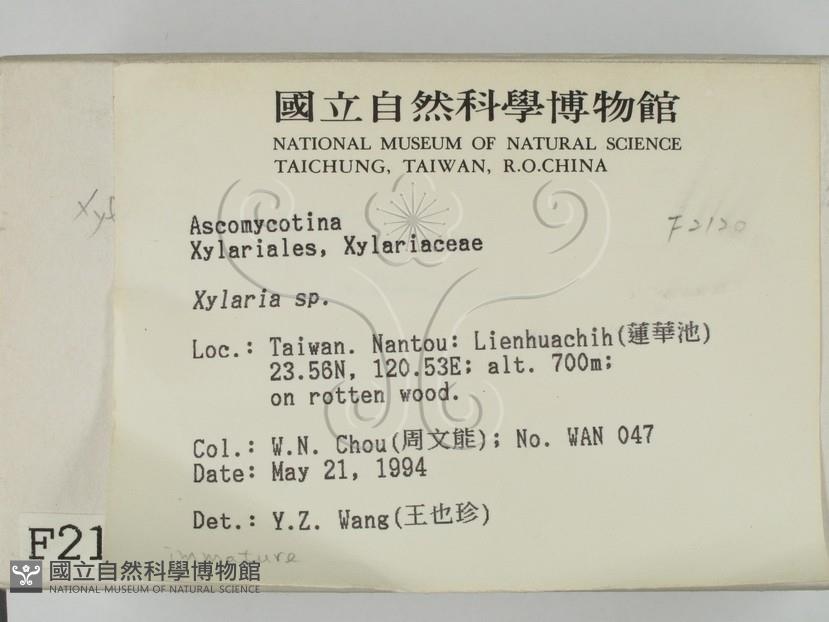 國立自然科學博物館
NATIONAL MUSEUM OF NATURAL SCIENCE
TAICHUNG, TAIWAN, R.O.CHINA
Xyl
F2120
Ascomycotina
Xylariales, Xylariaceae
Xylaria sp.
Loc.: Taiwan. Nantou: Lienhuachih(蓮華池)
23.56N, 120.53E; alt. 700m;
on rotten wood.
Col.: W.N. Chou(周文能); No. WAN 047
Date: May 21, 1994
Det.: Y.Z. Wang(王也珍)
F21
immature
國立自然科學博物館
NATIONAL MUSEUM OF NATURAL SCIENCE